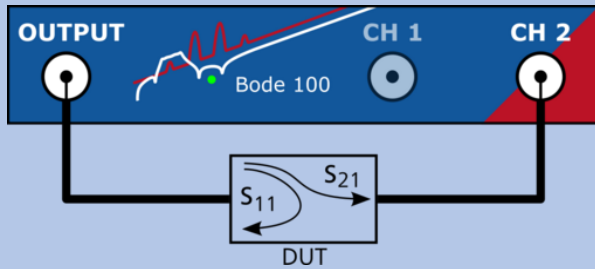 OUTPUT
CH 1
CH 2
Bode 100
S11
S21
DUT